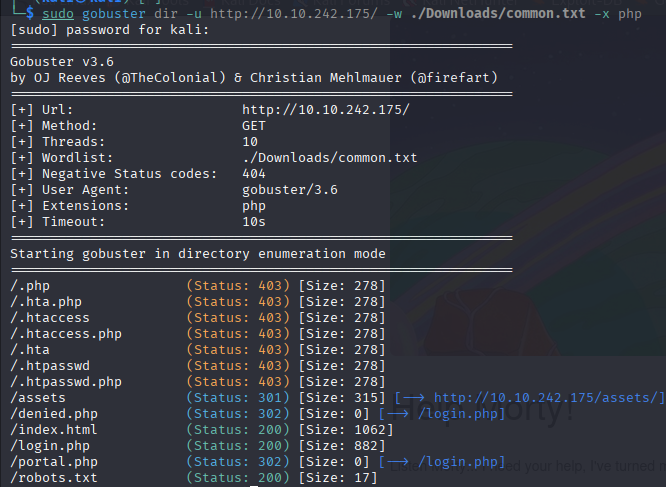 (kali㉿kali)
└─$ sudo gobuster dir -u http://10.10.242.175/ -w ./Downloads/common.txt -x php
[sudo] password for kali:
===============================================================
Gobuster v3.6
by OJ Reeves (@TheColonial) & Christian Mehlmauer (@firefart)
===============================================================
[+] Url:                     http://10.10.242.175/
[+] Method:                  GET
[+] Threads:                 10
[+] Wordlist:                ./Downloads/common.txt
[+] Negative Status codes:   404
[+] User Agent:              gobuster/3.6
[+] Extensions:              php
[+] Timeout:                 10s
===============================================================
Starting gobuster in directory enumeration mode
===============================================================
/.php                 (Status: 403) [Size: 278]
/.hta.php             (Status: 403) [Size: 278]
/.htaccess            (Status: 403) [Size: 278]
/.htaccess.php        (Status: 403) [Size: 278]
/.hta                 (Status: 403) [Size: 278]
/.htpasswd            (Status: 403) [Size: 278]
/.htpasswd.php        (Status: 403) [Size: 278]
/assets               (Status: 301) [Size: 315] [--> http://10.10.242.175/assets/]
/denied.php           (Status: 302) [Size: 0] [--> /login.php]
/index.html           (Status: 200) [Size: 1062]
/login.php            (Status: 200) [Size: 882]
/portal.php           (Status: 302) [Size: 0] [--> /login.php]
/robots.txt           (Status: 200) [Size: 17]